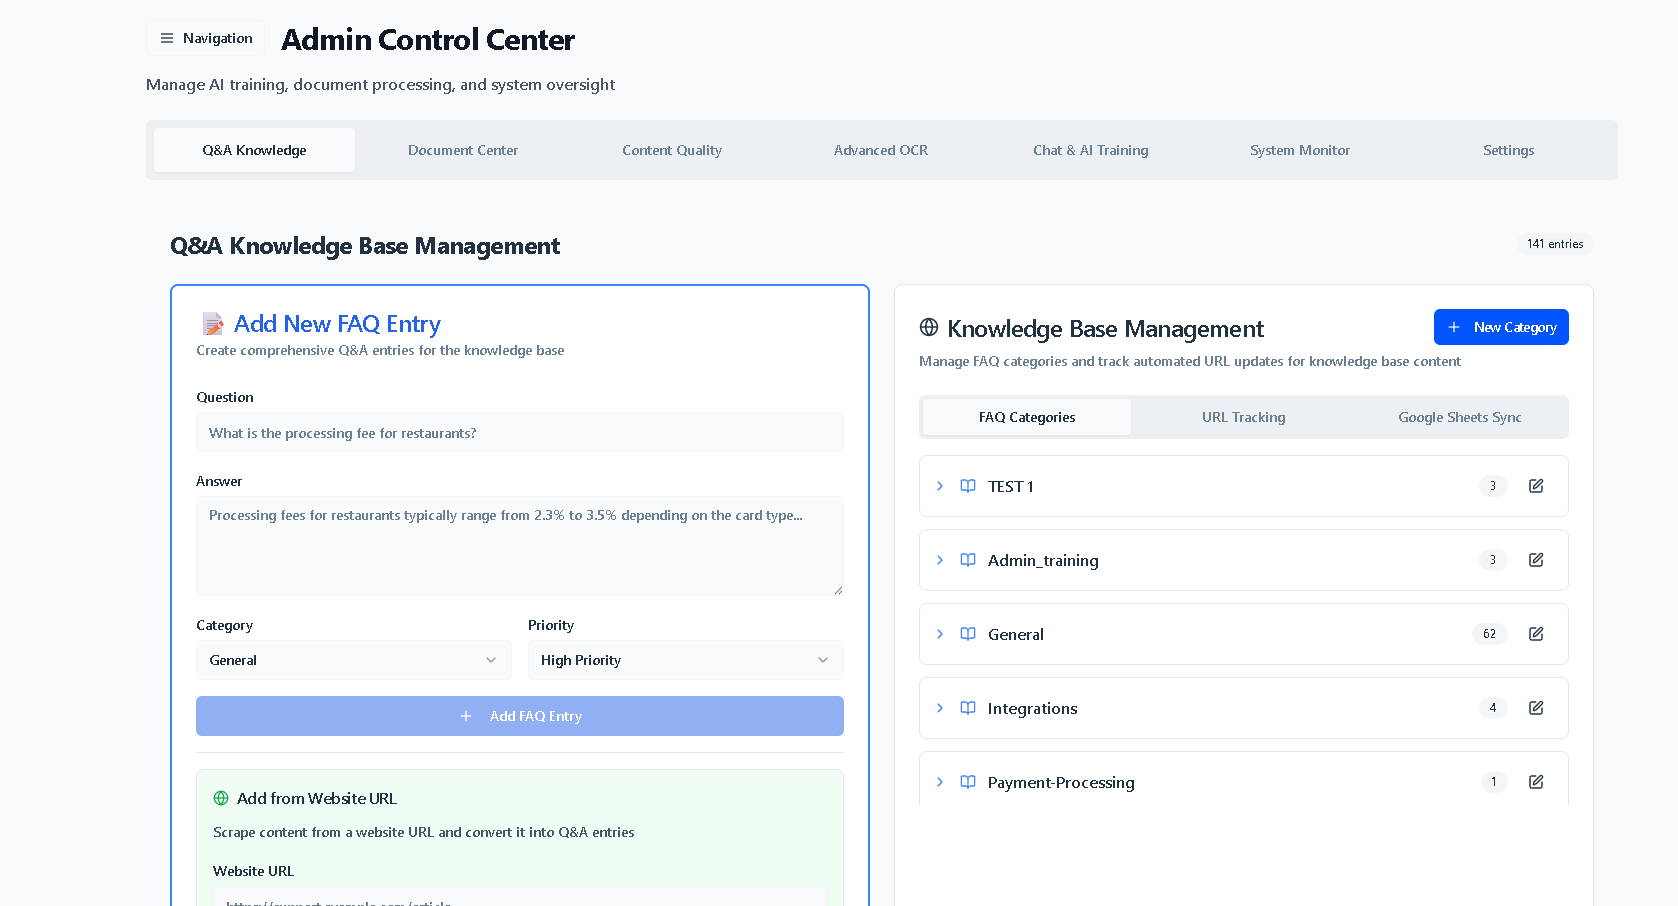 Navigation
Admin Control Center
Manage AI training, document processing, and system oversight
Q&A Knowledge
Document Center
Content Quality
Advanced OCR
Chat & AI Training
System Monitor
Settings
Q&A Knowledge Base Management
141 entries
Add New FAQ Entry
Create comprehensive Q&A entries for the knowledge base
Question
What is the processing fee for restaurants?
Answer
Processing fees for restaurants typically range from 2.3% to 3.5% depending on the card type...
Category
Priority
General
High Priority
Add FAQ Entry
Add from Website URL
Scrape content from a website URL and convert it into Q&A entries
Website URL
Knowledge Base Management
New Category
Manage FAQ categories and track automated URL updates for knowledge base content
FAQ Categories
URL Tracking
Google Sheets Sync
TEST 1
3
Admin_training
3
General
62
Integrations
4
Payment-Processing
1